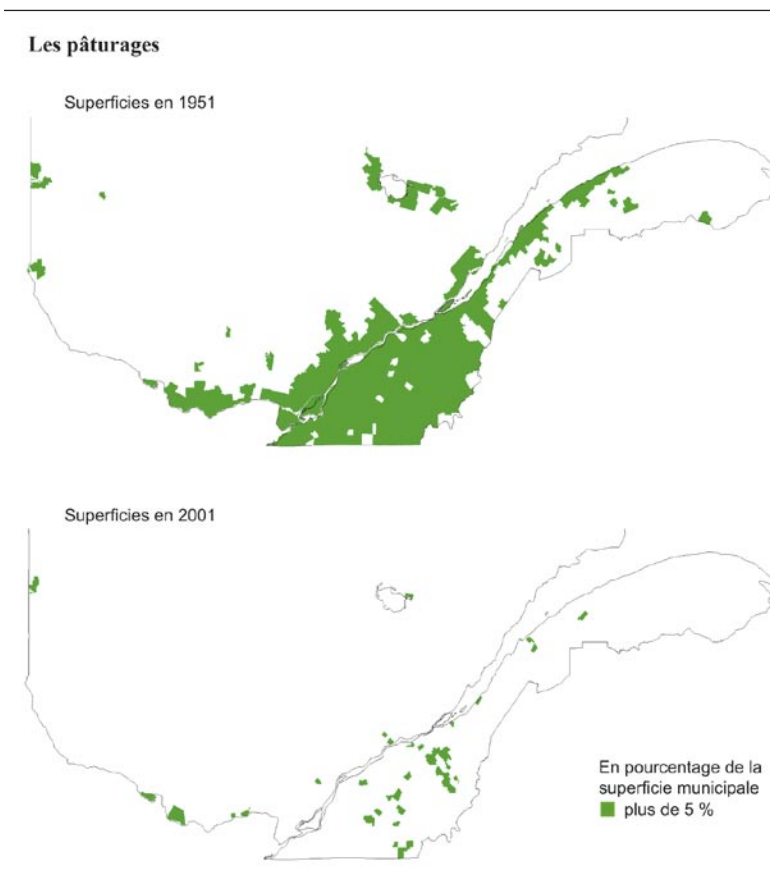 Les pâturages
Superficies en 1951
Superficies en 2001
En pourcentage de la
superficie municipale
plus de 5 %